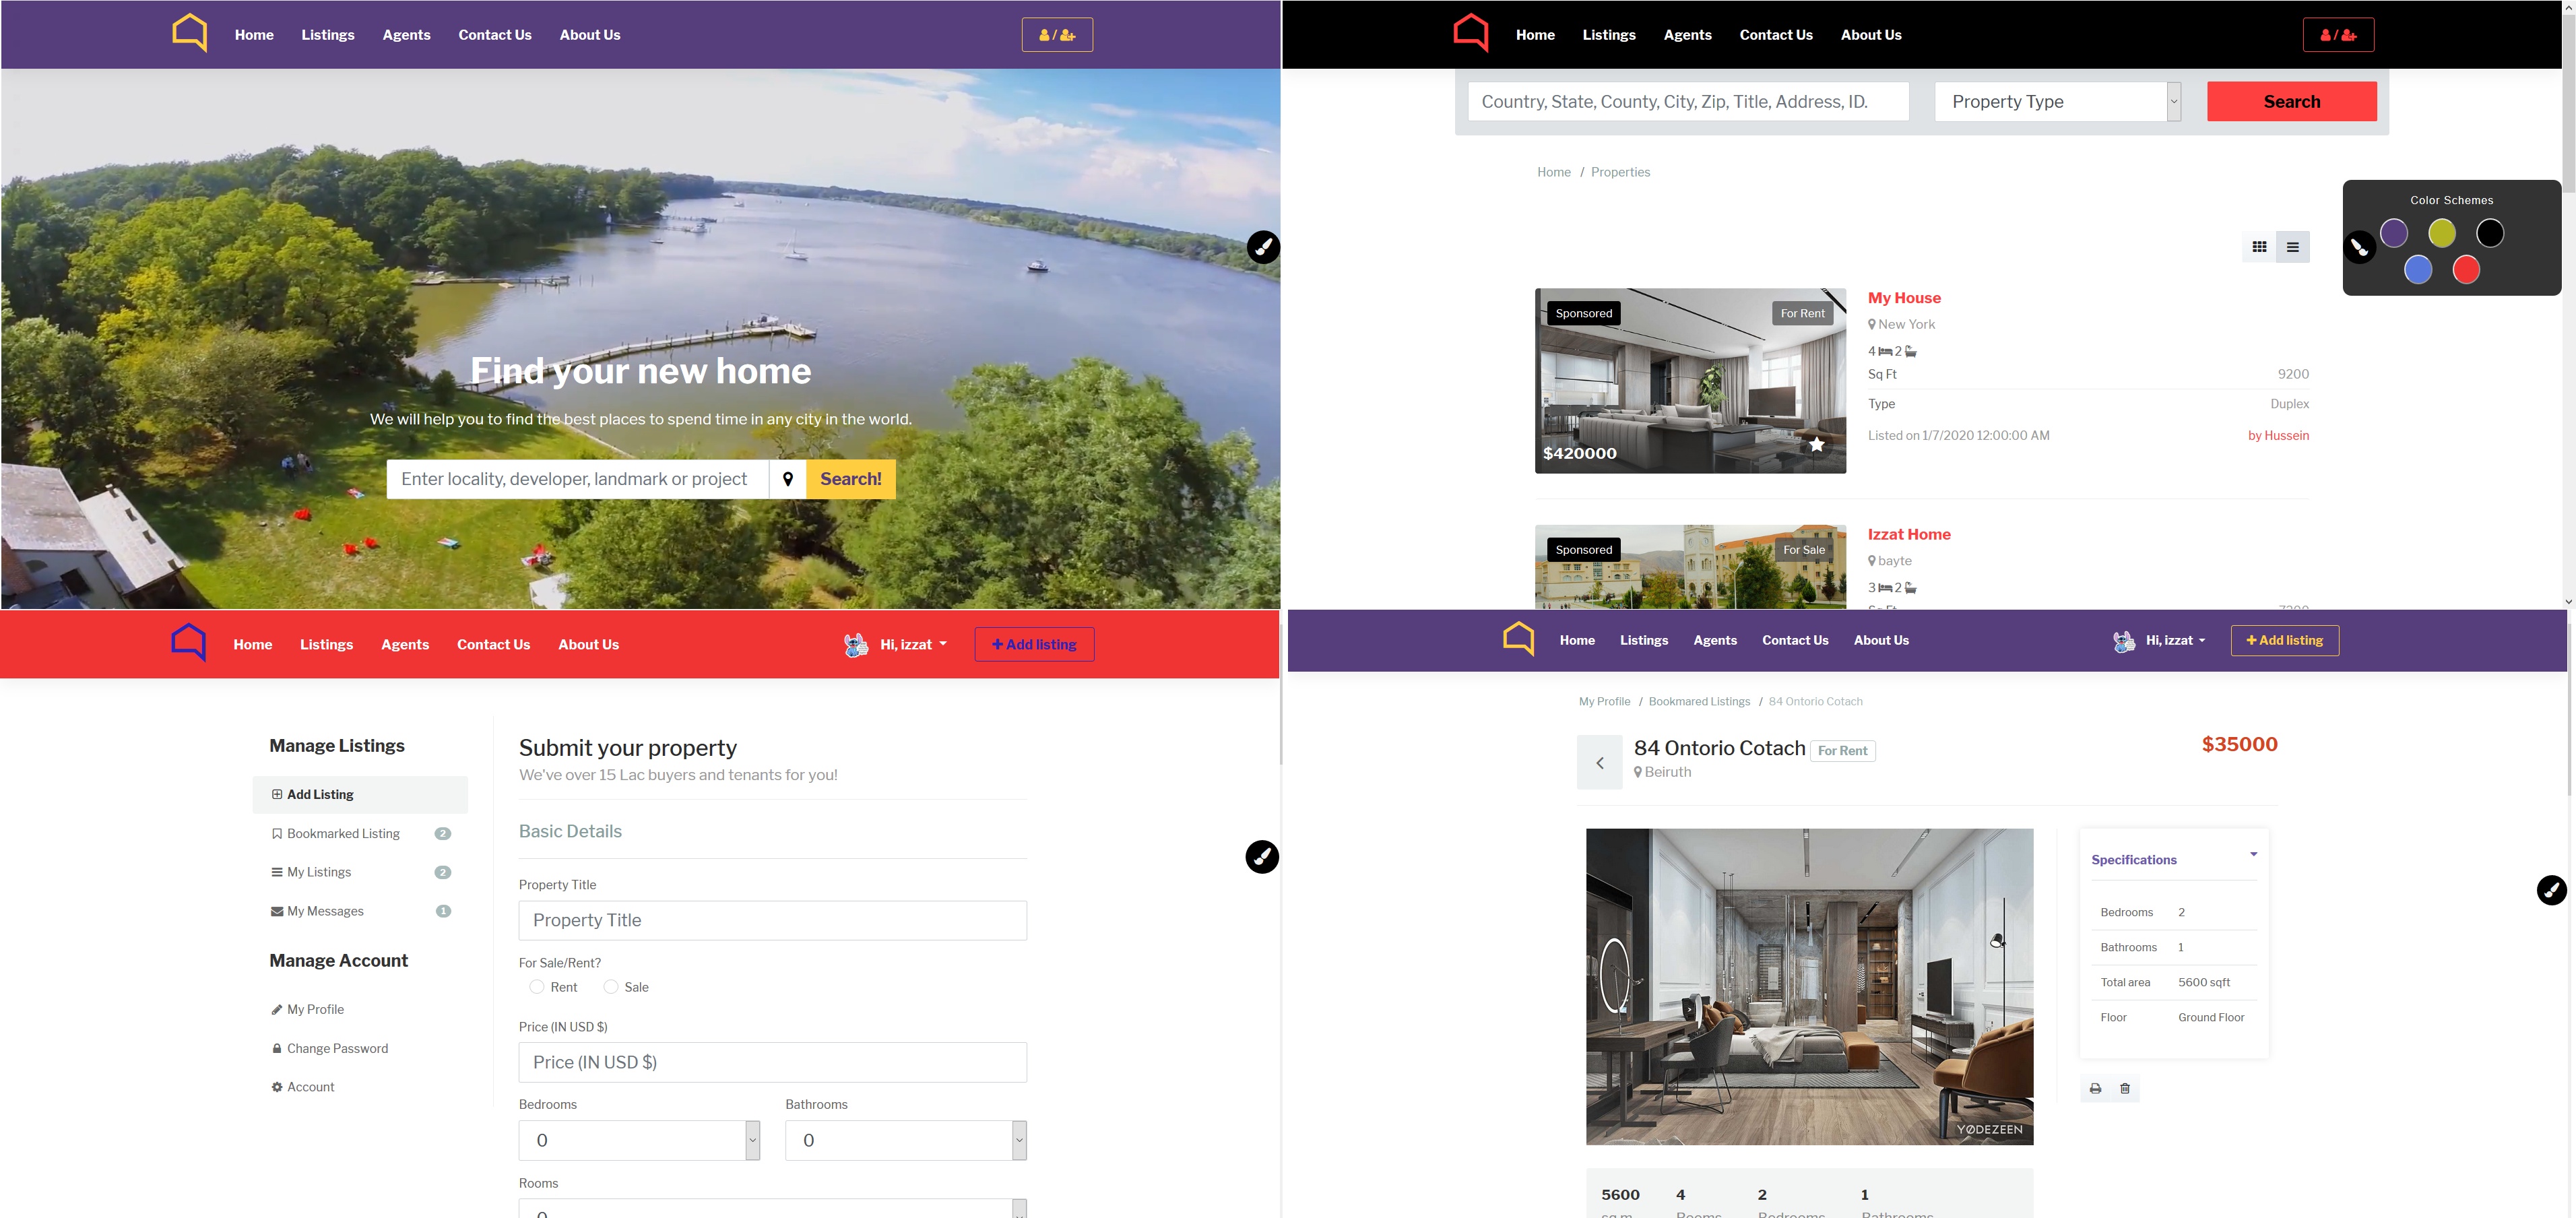 Home Listings Agents Contact Us About Us
/
Find your new home
We will help you to find the best places to spend time in any city in the world.
Enter locality, developer, landmark or project
Search!
Home Listings Agents Contact Us About Us
/
Country, State, County, City, Zip, Title, Address, ID.
Property Type
Search
Home / Properties
Color Schemes
Sponsored
For Rent
$420000
My House
New York
4 2
Sq Ft 9200
Type Duplex
Listed on 1/7/2020 12:00:00 AM by Hussein
Sponsored
For Sale
Izzat Home
bayte
3 2
Home Listings Agents Contact Us About Us
Hi, izzat
+ Add listing
Manage Listings
Add Listing
Bookmarked Listing 2
My Listings 2
My Messages 1
Manage Account
My Profile
Change Password
Account
Submit your property
We've over 15 Lac buyers and tenants for you!
Basic Details
Property Title
Property Title
For Sale/Rent?
Rent Sale
Price (IN USD $)
Price (IN USD $)
Bedrooms Bathrooms
0 0
Rooms
Home Listings Agents Contact Us About Us
Hi, izzat
+ Add listing
My Profile / Bookmared Listings / 84 Ontorio Cotach
84 Ontorio Cotach For Rent
$35000
Beiruth
YØDEZEEN
Specifications
Bedrooms 2
Bathrooms 1
Total area 5600 sqft
Floor Ground Floor
5600 4 2 1